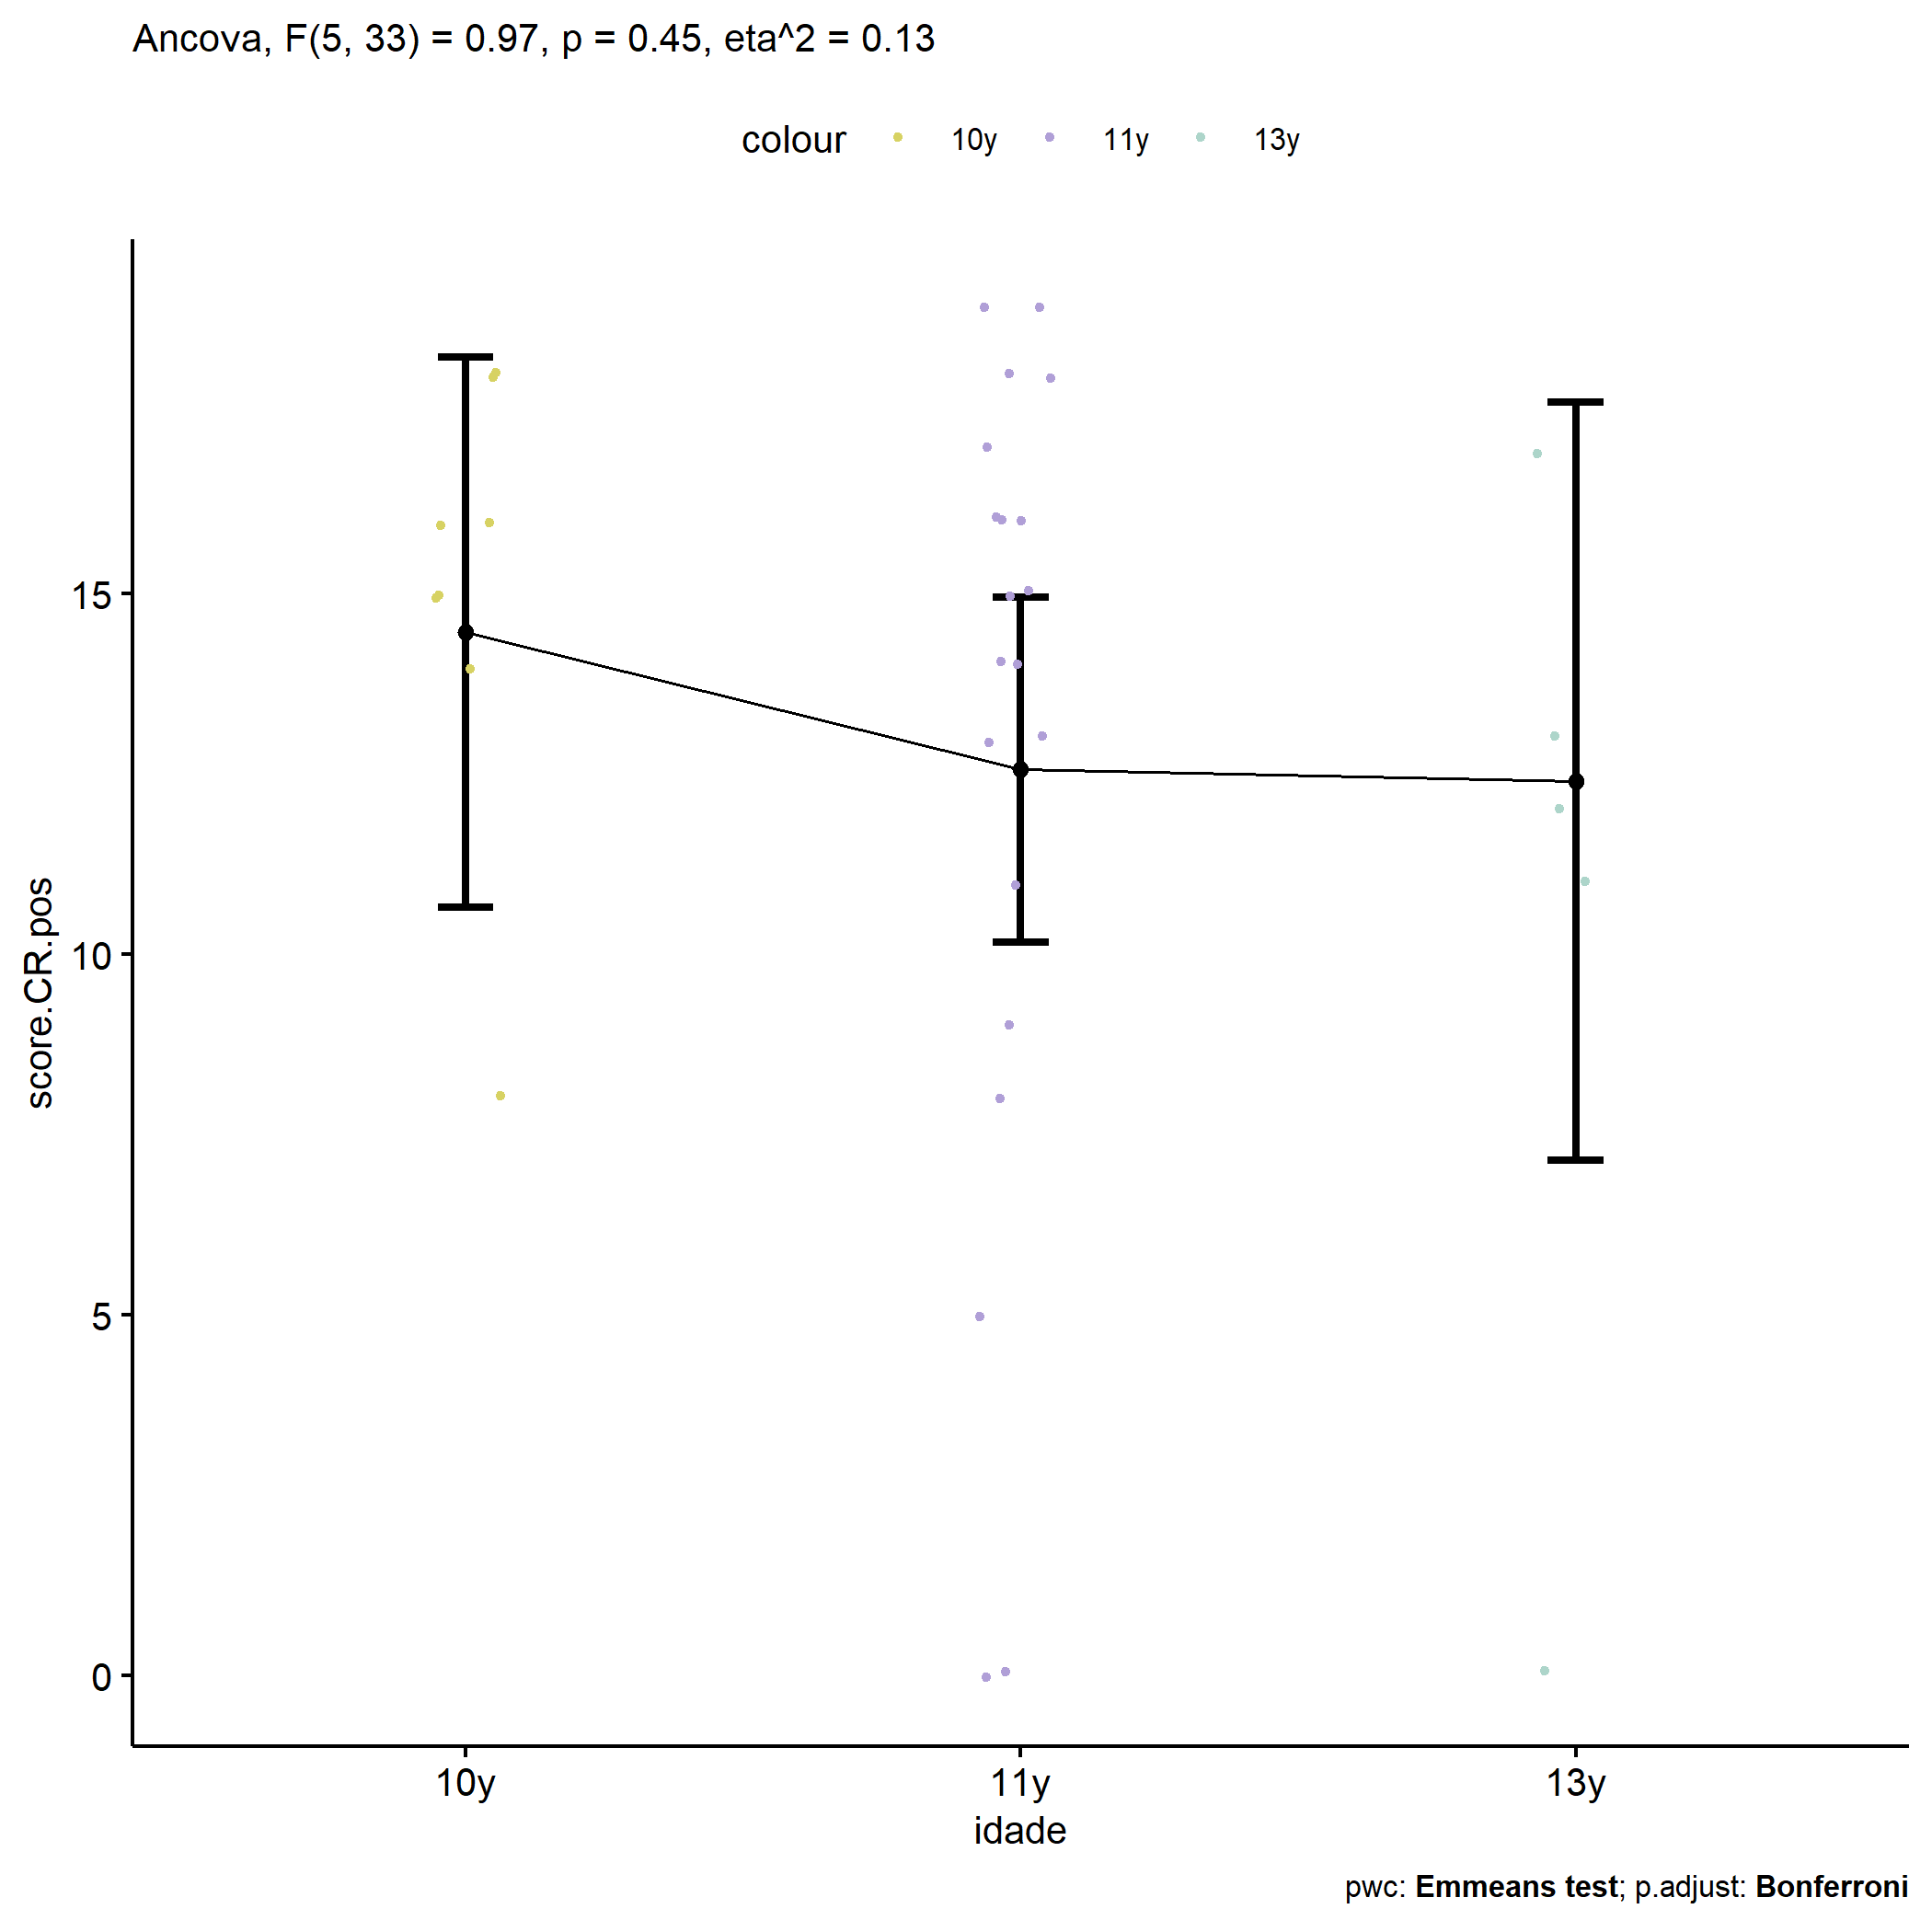 Ancova, F(5, 33) = 0.97, p = 0.45, eta^2 = 0.13
colour 10y 11y 13y
score.CR.pos
15
10
5
0
10y 11y 13y
idade
pwc: Emmeans test; p.adjust: Bonferroni